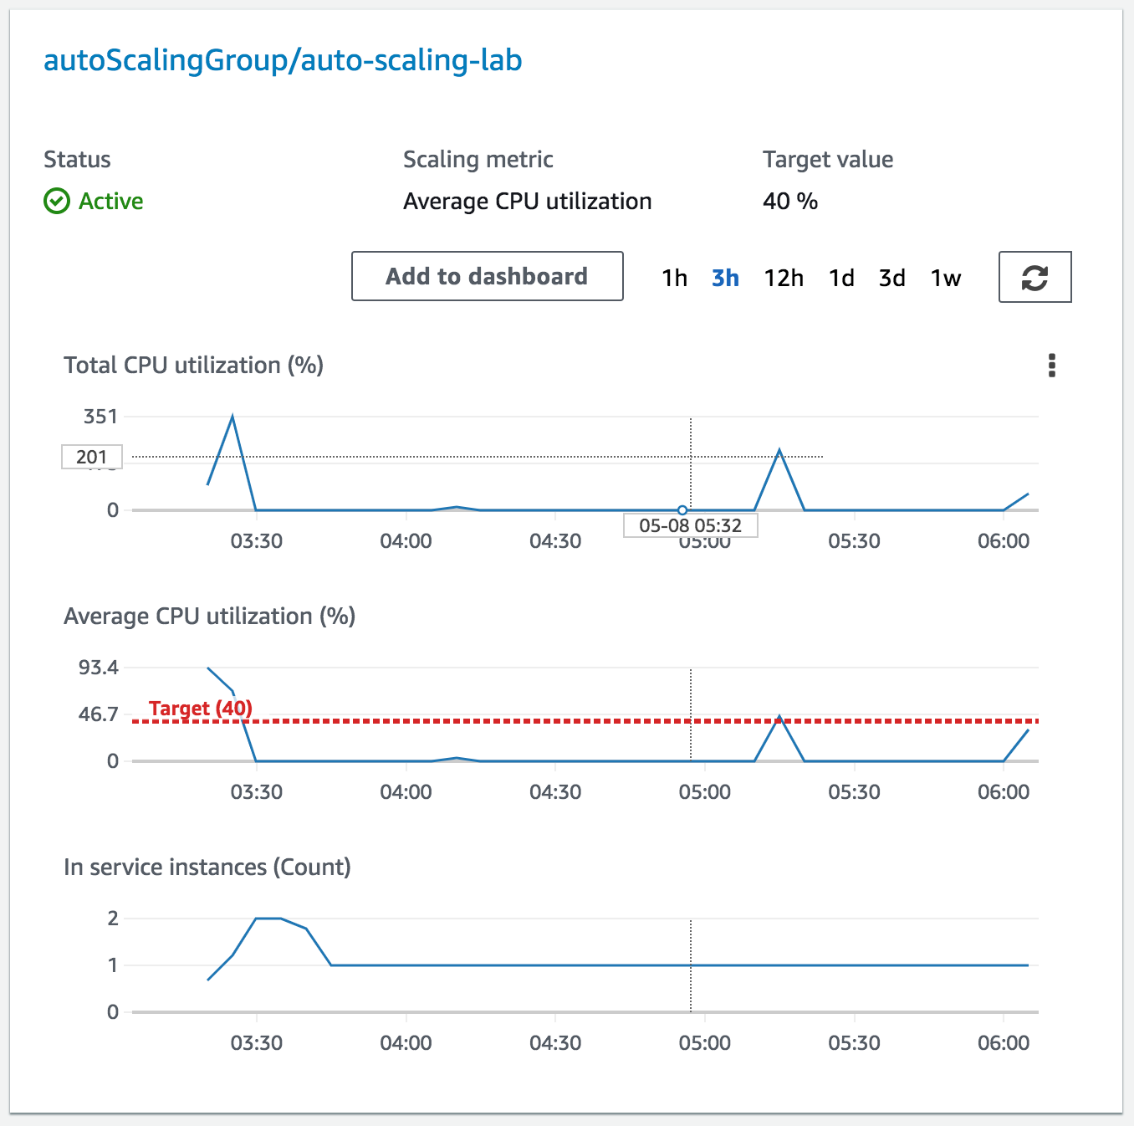 autoScalingGroup/auto-scaling-lab
Status
Scaling metric
Target value
Active
Average CPU utilization
40 %
Add to dashboard
1h 3h 12h 1d 3d 1w
Total CPU utilization (%)
351
201
0
05-08 05:32
03:30 04:00 04:30 05:00 05:30 06:00
Average CPU utilization (%)
93.4
Target (40)
46.7
0
03:30 04:00 04:30 05:00 05:30 06:00
In service instances (Count)
2
1
0
03:30 04:00 04:30 05:00 05:30 06:00